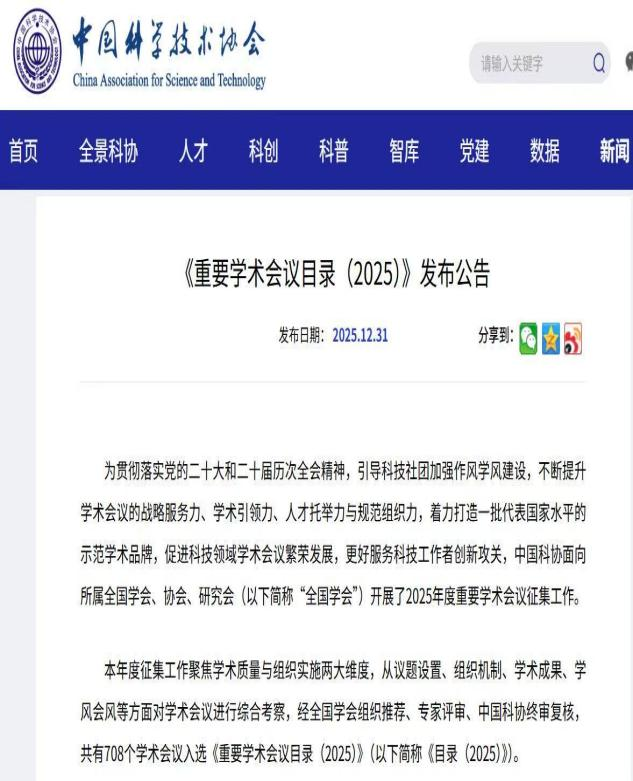 中国科学技术协会
China Association for Science and Technology
请输入关键字
首页 全景科协 人才 科创 科普 智库 党建 数据 新闻
《重要学术会议目录（2025）》发布公告
发布日期：2025.12.31 分享到：
为贯彻落实党的二十大和二十届历次全会精神，引导科技社团加强作风学风建设，不断提升
学术会议的战略服务力、学术引领力、人才托举力与规范组织力，着力打造一批代表国家水平的
示范学术品牌，促进科技领域学术会议繁荣发展，更好服务科技工作者创新攻关，中国科协面向
所属全国学会、协会、研究会（以下简称“全国学会”）开展了2025年度重要学术会议征集工作。
本年度征集工作聚焦学术质量与组织实施两大维度，从议题设置、组织机制、学术成果、学
风会风等方面对学术会议进行综合考察，经全国学会组织推荐、专家评审、中国科协终审复核，
共有708个学术会议入选《重要学术会议目录（2025）》（以下简称《目录（2025）》）。